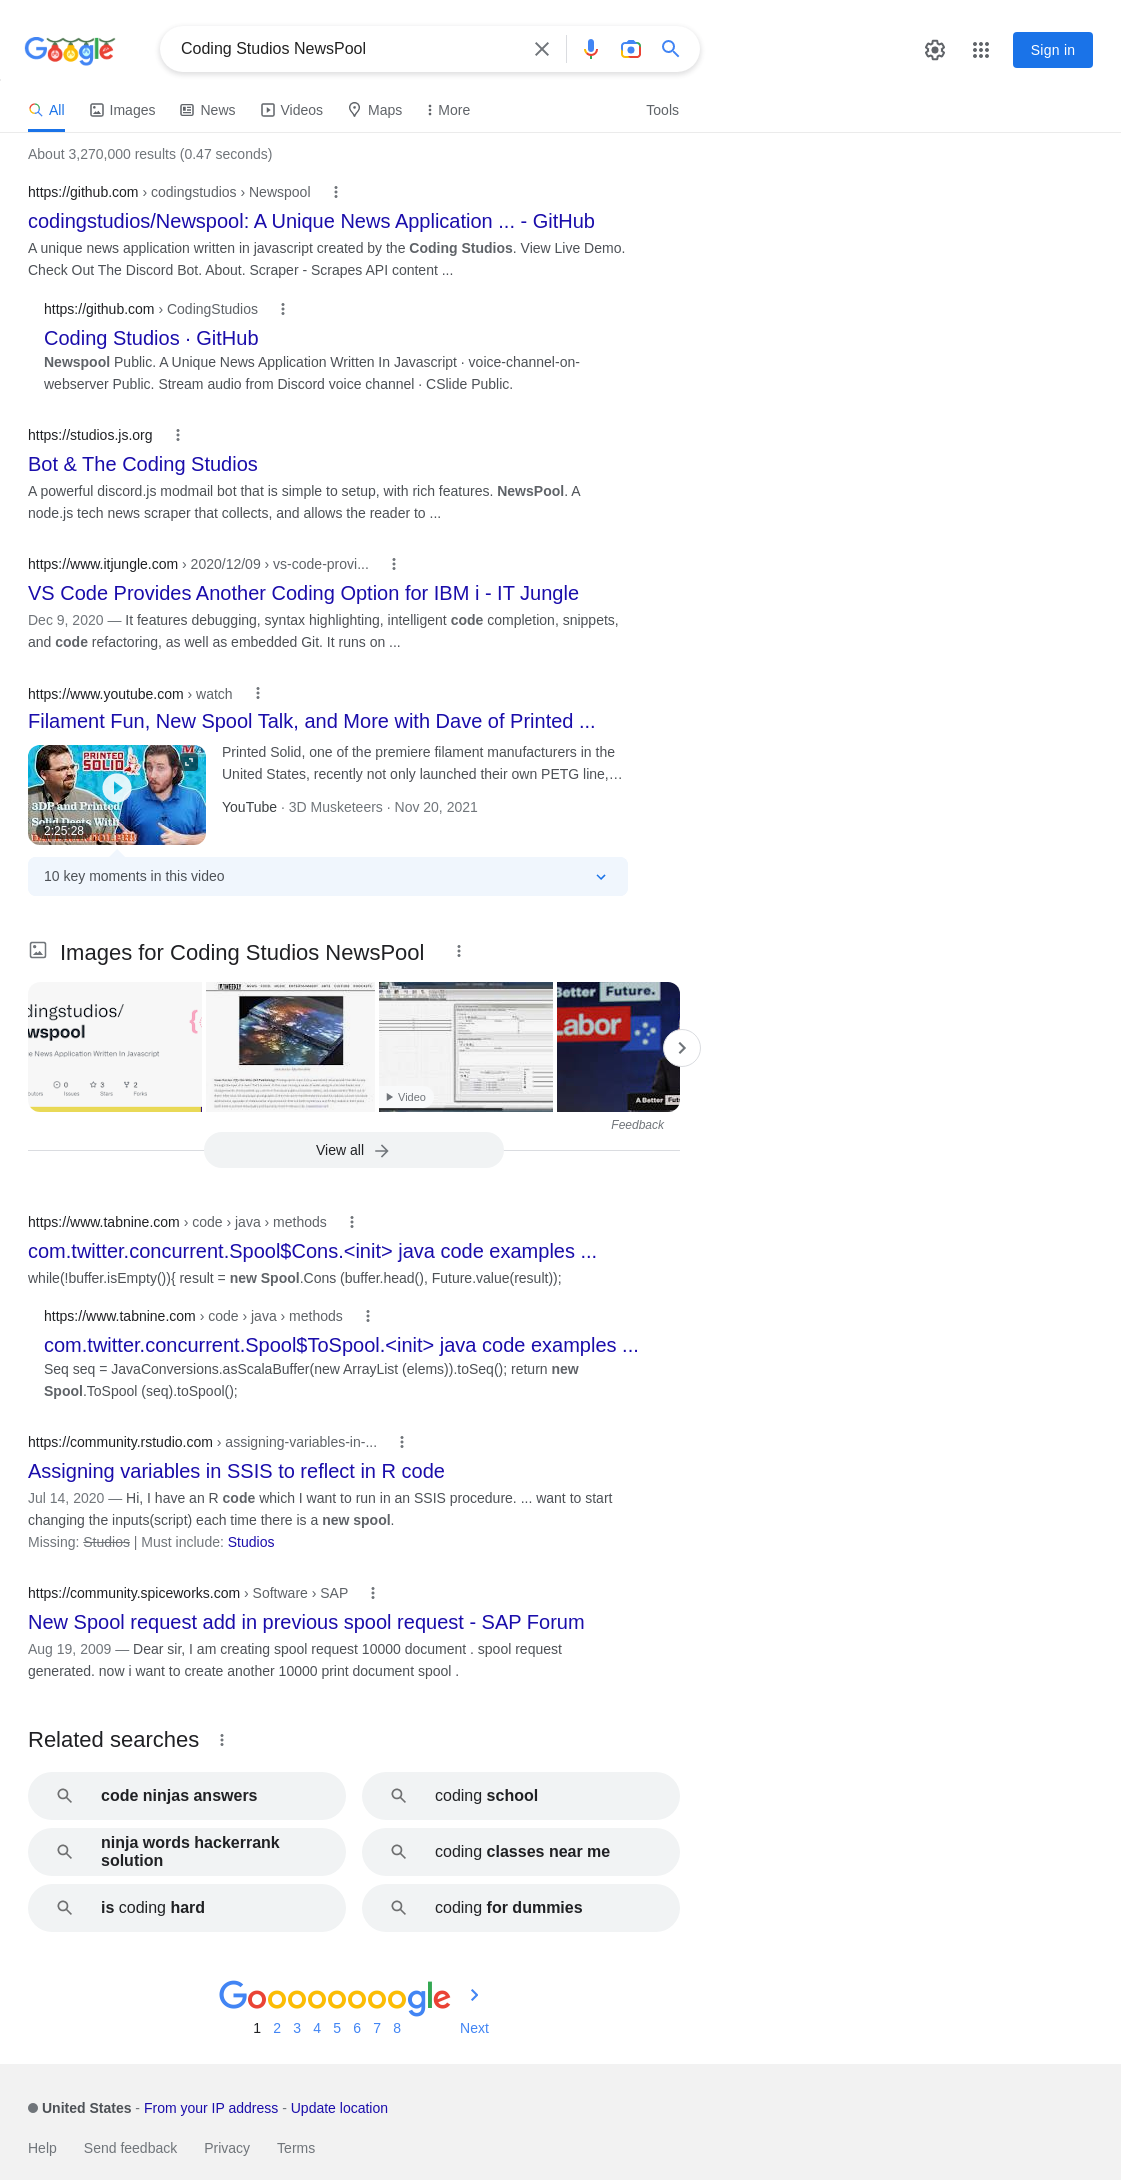 Google
Coding Studios NewsPool
Sign in
All
Images
News
Videos
Maps
More
Tools
About 3,270,000 results (0.47 seconds)
https://github.com › codingstudios › Newspool
codingstudios/Newspool: A Unique News Application ... - GitHub
A unique news application written in javascript created by the Coding Studios. View Live Demo.
Check Out The Discord Bot. About. Scraper - Scrapes API content ...
https://github.com › CodingStudios
Coding Studios · GitHub
Newspool Public. A Unique News Application Written In Javascript · voice-channel-on-
webserver Public. Stream audio from Discord voice channel · CSlide Public.
https://studios.js.org
Bot & The Coding Studios
A powerful discord.js modmail bot that is simple to setup, with rich features. NewsPool. A
node.js tech news scraper that collects, and allows the reader to ...
https://www.itjungle.com › 2020/12/09 › vs-code-provi...
VS Code Provides Another Coding Option for IBM i - IT Jungle
Dec 9, 2020 — It features debugging, syntax highlighting, intelligent code completion, snippets,
and code refactoring, as well as embedded Git. It runs on ...
https://www.youtube.com › watch
Filament Fun, New Spool Talk, and More with Dave of Printed ...
PRINTED
SOLID
3DP and Printed
Solid Deets With
2:25:28
Printed Solid, one of the premiere filament manufacturers in the
United States, recently not only launched their own PETG line,…
YouTube · 3D Musketeers · Nov 20, 2021
10 key moments in this video
Images for Coding Studios NewsPool
dingstudios/
wspool
e News Application Written In Javascript
0
3
2
Issues
Stars
Forks
WEEKLY
NEWS FOOD MUSIC ENTERTAINMENT ARTS CULTURE PODCASTS
Video
Better Future.
Labor
A Better Fut
Feedback
View all
https://www.tabnine.com › code › java › methods
com.twitter.concurrent.Spool$Cons.<init> java code examples ...
while(!buffer.isEmpty()){ result = new Spool.Cons (buffer.head(), Future.value(result));
https://www.tabnine.com › code › java › methods
com.twitter.concurrent.Spool$ToSpool.<init> java code examples ...
Seq seq = JavaConversions.asScalaBuffer(new ArrayList (elems)).toSeq(); return new
Spool.ToSpool (seq).toSpool();
https://community.rstudio.com › assigning-variables-in-...
Assigning variables in SSIS to reflect in R code
Jul 14, 2020 — Hi, I have an R code which I want to run in an SSIS procedure. ... want to start
changing the inputs(script) each time there is a new spool.
Missing: Studios | Must include: Studios
https://community.spiceworks.com › Software › SAP
New Spool request add in previous spool request - SAP Forum
Aug 19, 2009 — Dear sir, I am creating spool request 10000 document . spool request
generated. now i want to create another 10000 print document spool .
Related searches
code ninjas answers
coding school
ninja words hackerrank
solution
coding classes near me
is coding hard
coding for dummies
Gooooooooogle
1 2 3 4 5 6 7 8 Next
United States - From your IP address - Update location
Help Send feedback Privacy Terms